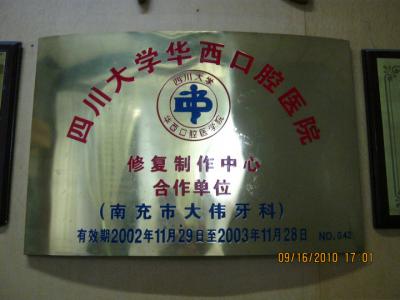 四川大学华西口腔医院
四川大学
华西口腔医学院
修复制作中心
合作单位
(南充市大伟牙科)
有效期2002年11月29日至2003年11月28日 NO.042
09/16/2010 17:01